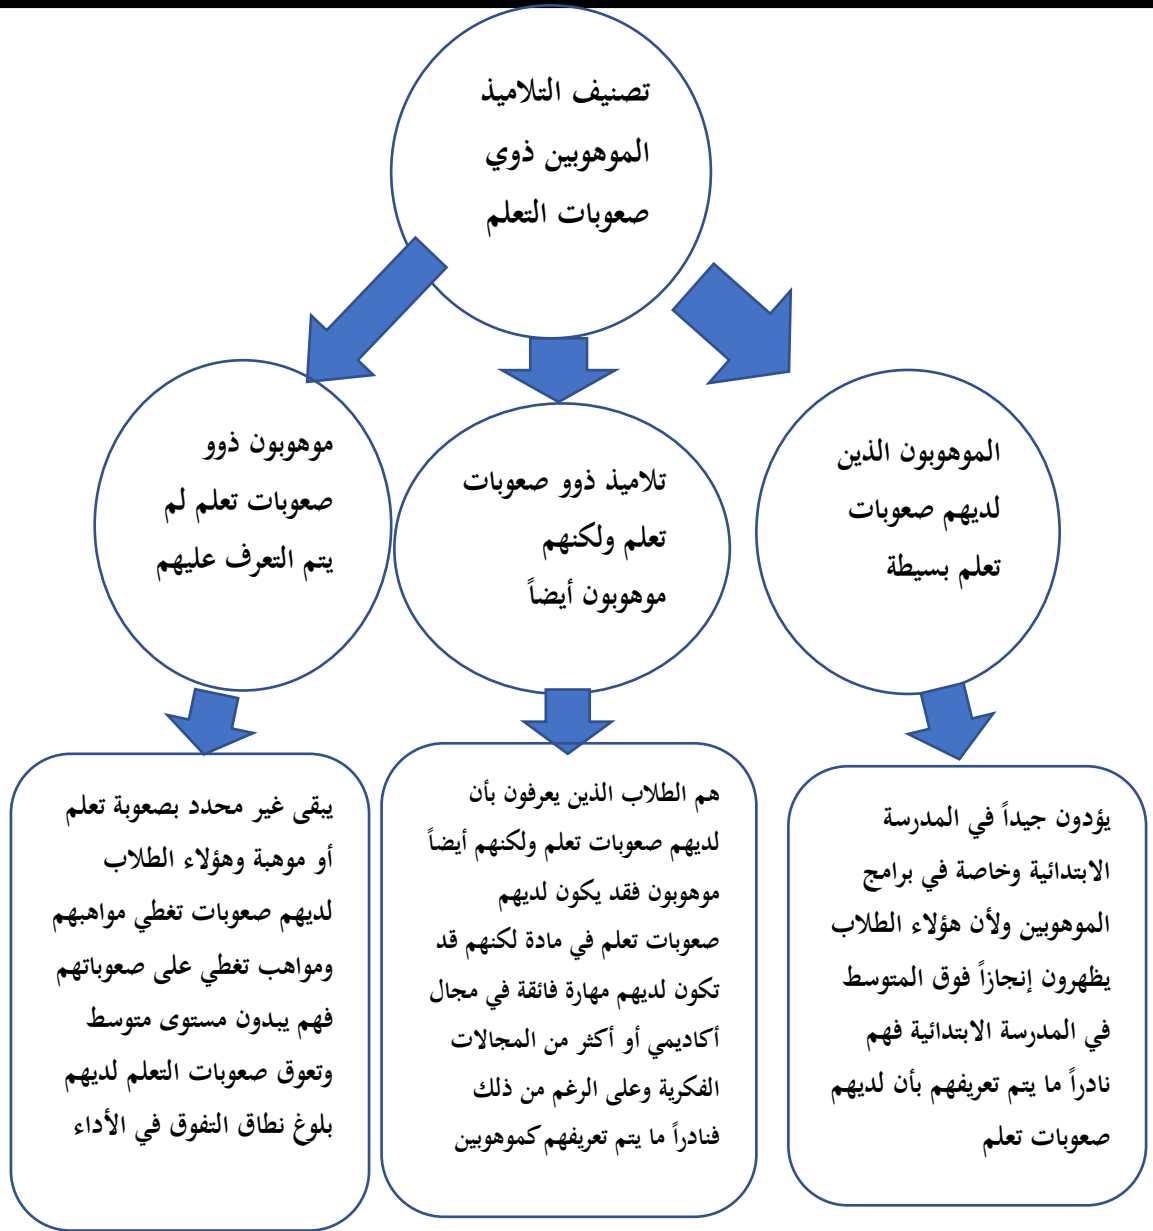 تصنيف التلاميذ
الموهوبين ذوي
صعوبات التعلم
الموهوبون الذين
لديهم صعوبات
تعلم بسيطة
تلاميذ ذوو صعوبات
تعلم ولكنهم
موهوبون أيضاً
موهوبون ذوو
صعوبات تعلم لم
يتم التعرف عليهم
يؤدون جيداً في المدرسة
الابتدائية وخاصة في برامج
الموهوبين ولأن هؤلاء الطلاب
يظهرون إنجازاً فوق المتوسط
في المدرسة الابتدائية فهم
نادراً ما يتم تعريفهم بأن لديهم
صعوبات تعلم
هم الطلاب الذين يعرفون بأن
لديهم صعوبات تعلم ولكنهم أيضاً
موهوبون فقد يكون لديهم
صعوبات تعلم في مادة لكنهم قد
تكون لديهم مهارة فائقة في مجال
أكاديمي أو أكثر من المجالات
الفكرية وعلى الرغم من ذلك
فنادراً ما يتم تعريفهم كموهوبين
يبقى غير محدد بصعوبة تعلم
أو موهبة وهؤلاء الطلاب
لديهم صعوبات تغطي مواهبهم
ومواهب تغطي على صعوباتهم
فهم يبدون مستوى متوسط
وتعوق صعوبات التعلم لديهم
بلوغ نطاق التفوق في الأداء